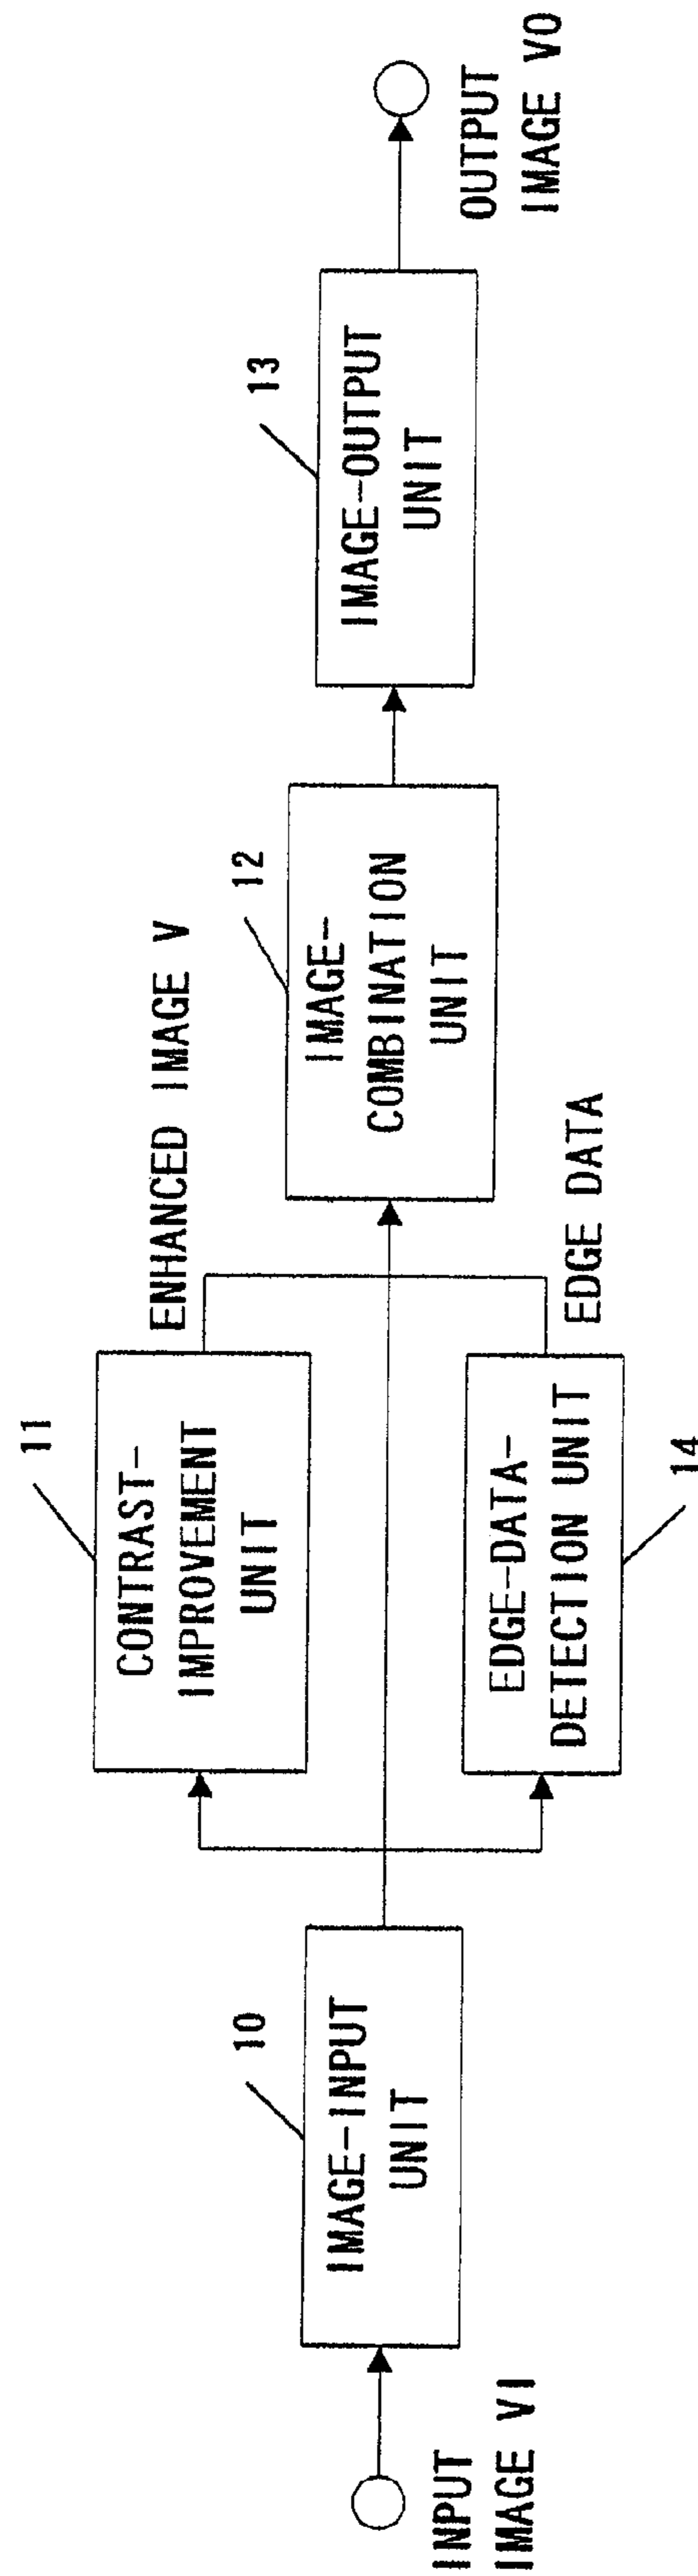 INPUT
IMAGE VI
10
IMAGE-INPUT
UNIT
11
CONTRAST-
IMPROVEMENT
UNIT
ENHANCED IMAGE V
EDGE-DATA-
DETECTION UNIT
14
EDGE DATA
12
IMAGE-
COMBINATION
UNIT
13
IMAGE-OUTPUT
UNIT
OUTPUT
IMAGE VO